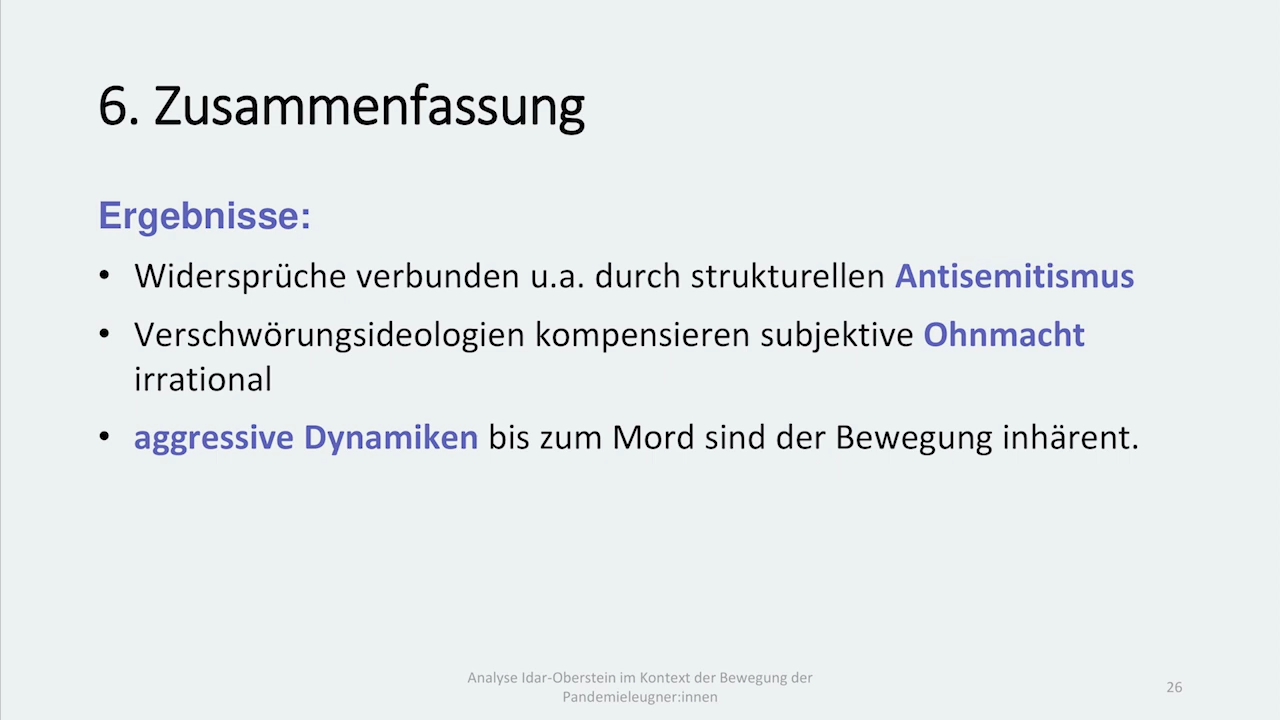 6. Zusammenfassung
Ergebnisse:
• Widersprüche verbunden u.a. durch strukturellen Antisemitismus
• Verschwörungsideologien kompensieren subjektive Ohnmacht
irrational
• aggressive Dynamiken bis zum Mord sind der Bewegung inhärent.
Analyse Idar-Oberstein im Kontext der Bewegung der
Pandemieleugner:innen
26